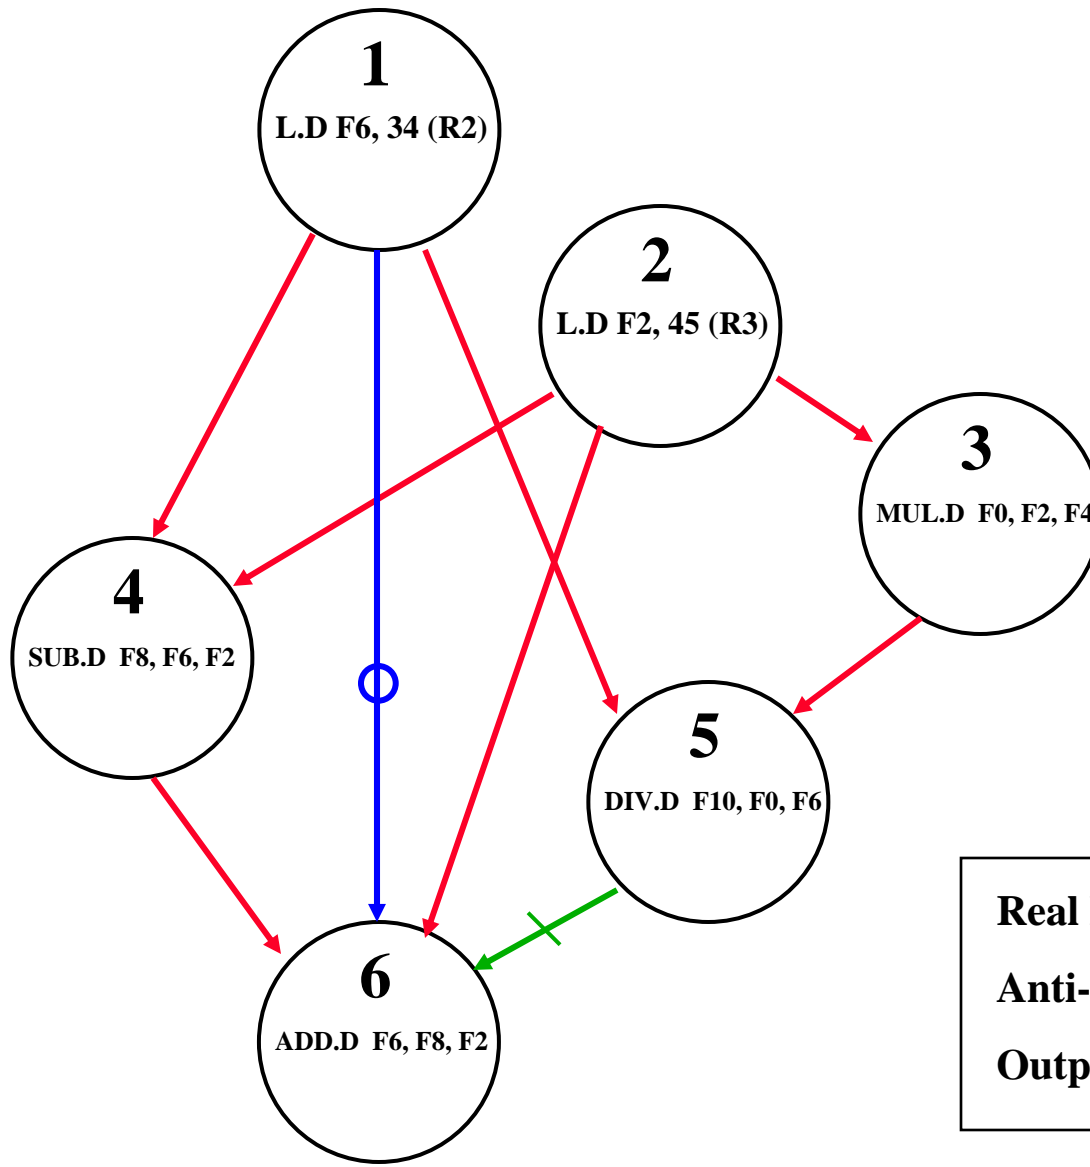 1
L.D F6, 34 (R2)
2
L.D F2, 45 (R3)
3
MUL.D F0, F2, F4
4
SUB.D F8, F6, F2
5
DIV.D F10, F0, F6
6
ADD.D F6, F8, F2
Real
Anti-
Outp